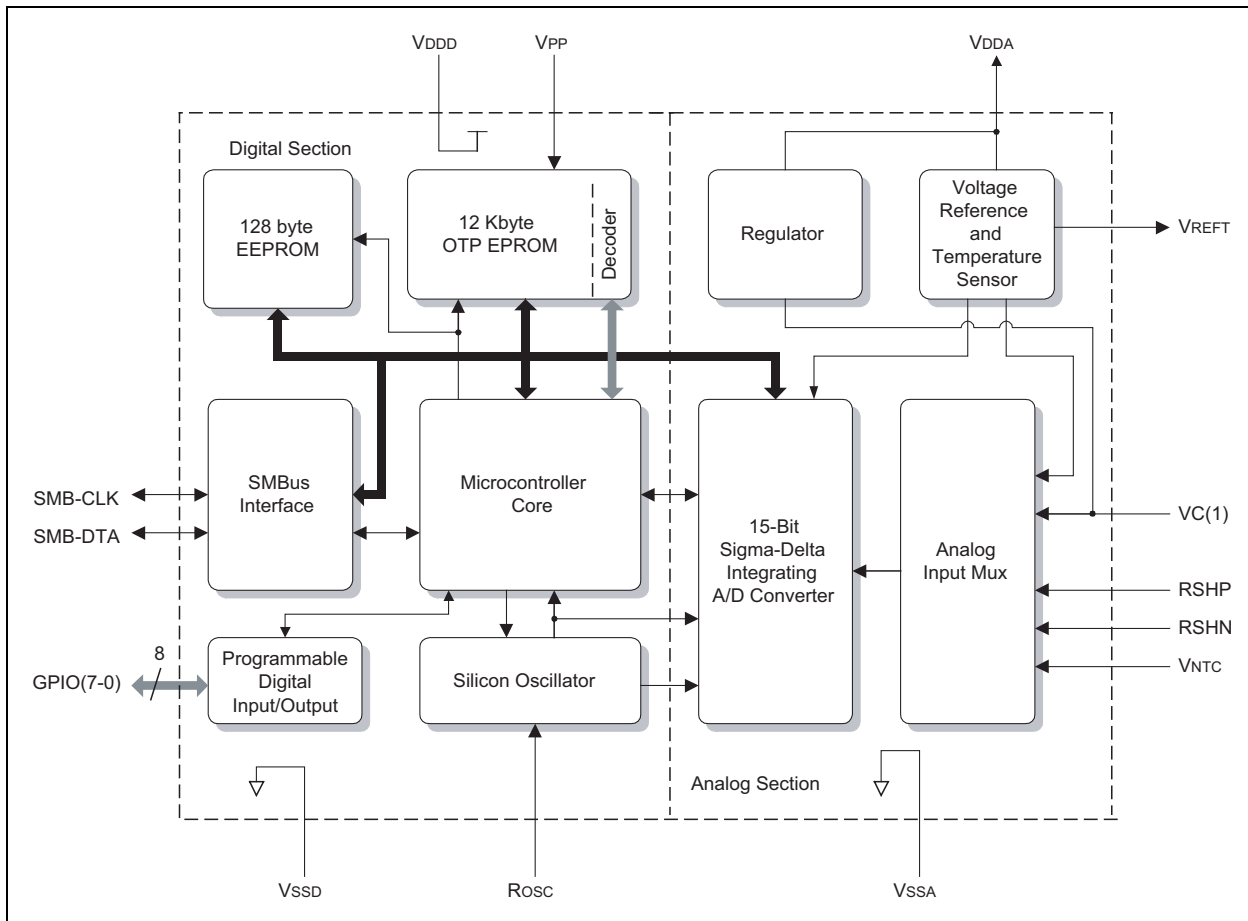 VDDD
VPP
VDDA
Digital Section
128 byte
EEPROM
12 Kbyte
OTP EPROM
Decoder
Regulator
Voltage
Reference
and
Temperature
Sensor
VREFT
SMB-CLK
SMB-DTA
SMBus
Interface
Microcontroller
Core
15-Bit
Sigma-Delta
Integrating
A/D Converter
Analog
Input Mux
VC(1)
RSHP
RSHN
VNTC
GPIO(7-0)
8
Programmable
Digital
Input/Output
Silicon Oscillator
Analog Section
VSSD
ROSC
VSSA